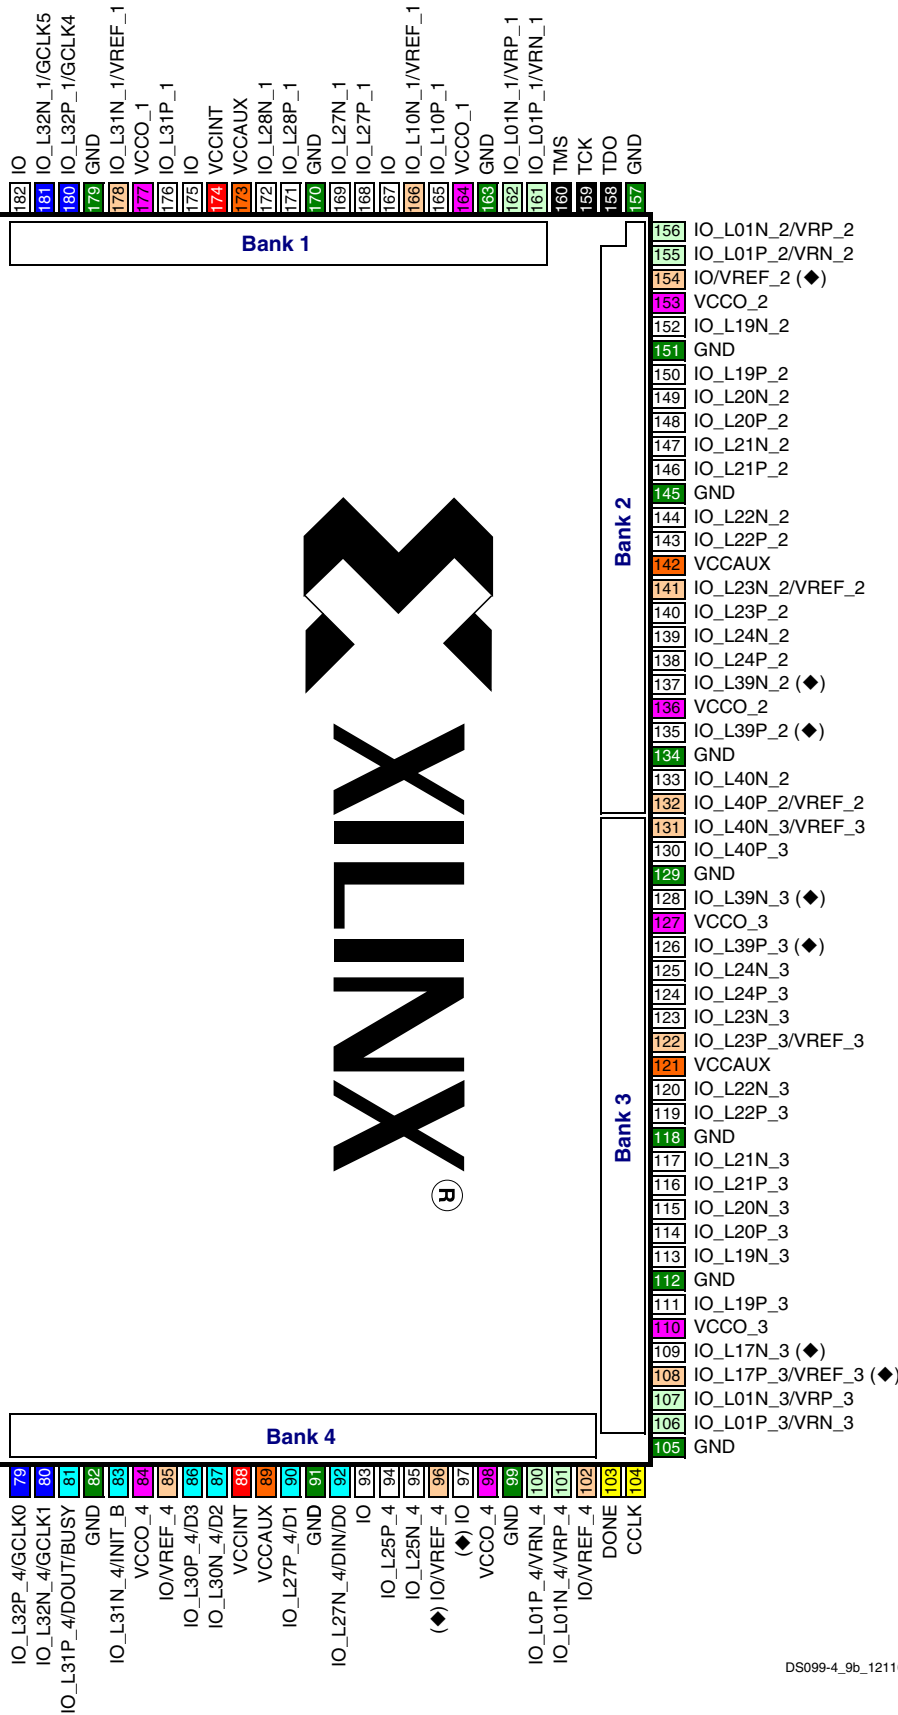 182 IO
181 IO_L32N_1/GCLK5
180 IO_L32P_1/GCLK4
179 GND
178 IO_L31N_1/VREF_1
177 VCCO_1
176 IO_L31P_1
175 IO
174 VCCINT
173 VCCAUX
172 IO_L28N_1
171 IO_L28P_1
170 GND
169 IO_L27N_1
168 IO_L27P_1
167 IO
166 IO_L10N_1/VREF_1
165 IO_L10P_1
164 VCCO_1
163 GND
162 IO_L01N_1/VRP_1
161 IO_L01P_1/VRN_1
160 TMS
159 TCK
158 TDO
157 GND
Bank 1
156 IO_L01N_2/VRP_2
155 IO_L01P_2/VRN_2
154 IO/VREF_2 (◆)
153 VCCO_2
152 IO_L19N_2
151 GND
150 IO_L19P_2
149 IO_L20N_2
148 IO_L20P_2
147 IO_L21N_2
146 IO_L21P_2
145 GND
144 IO_L22N_2
143 IO_L22P_2
142 VCCAUX
141 IO_L23N_2/VREF_2
140 IO_L23P_2
139 IO_L24N_2
138 IO_L24P_2
137 IO_L39N_2 (◆)
136 VCCO_2
135 IO_L39P_2 (◆)
134 GND
133 IO_L40N_2
132 IO_L40P_2/VREF_2
Bank 2
131 IO_L40N_3/VREF_3
130 IO_L40P_3
129 GND
128 IO_L39N_3 (◆)
127 VCCO_3
126 IO_L39P_3 (◆)
125 IO_L24N_3
124 IO_L24P_3
123 IO_L23N_3
122 IO_L23P_3/VREF_3
121 VCCAUX
120 IO_L22N_3
119 IO_L22P_3
118 GND
117 IO_L21N_3
116 IO_L21P_3
115 IO_L20N_3
114 IO_L20P_3
113 IO_L19N_3
112 GND
111 IO_L19P_3
110 VCCO_3
109 IO_L17N_3 (◆)
108 IO_L17P_3/VREF_3 (◆)
107 IO_L01N_3/VRP_3
106 IO_L01P_3/VRN_3
105 GND
Bank 3
XILINX
®
Bank 4
79 IO_L32P_4/GCLK0
80 IO_L32N_4/GCLK1
81 IO_L31P_4/DOUT/BUSY
82 GND
83 IO_L31N_4/INIT_B
84 VCCO_4
85 IO/VREF_4
86 IO_L30P_4/D3
87 IO_L30N_4/D2
88 VCCINT
89 VCCAUX
90 IO_L27P_4/D1
91 GND
92 IO_L27N_4/DIN/D0
93 IO
94 IO_L25P_4
95 IO_L25N_4
96 (◆) IO/VREF_4
97 (◆) IO
98 VCCO_4
99 GND
100 IO_L01P_4/VRN_4
101 IO_L01N_4/VRP_4
102 IO/VREF_4
103 DONE
104 CCLK